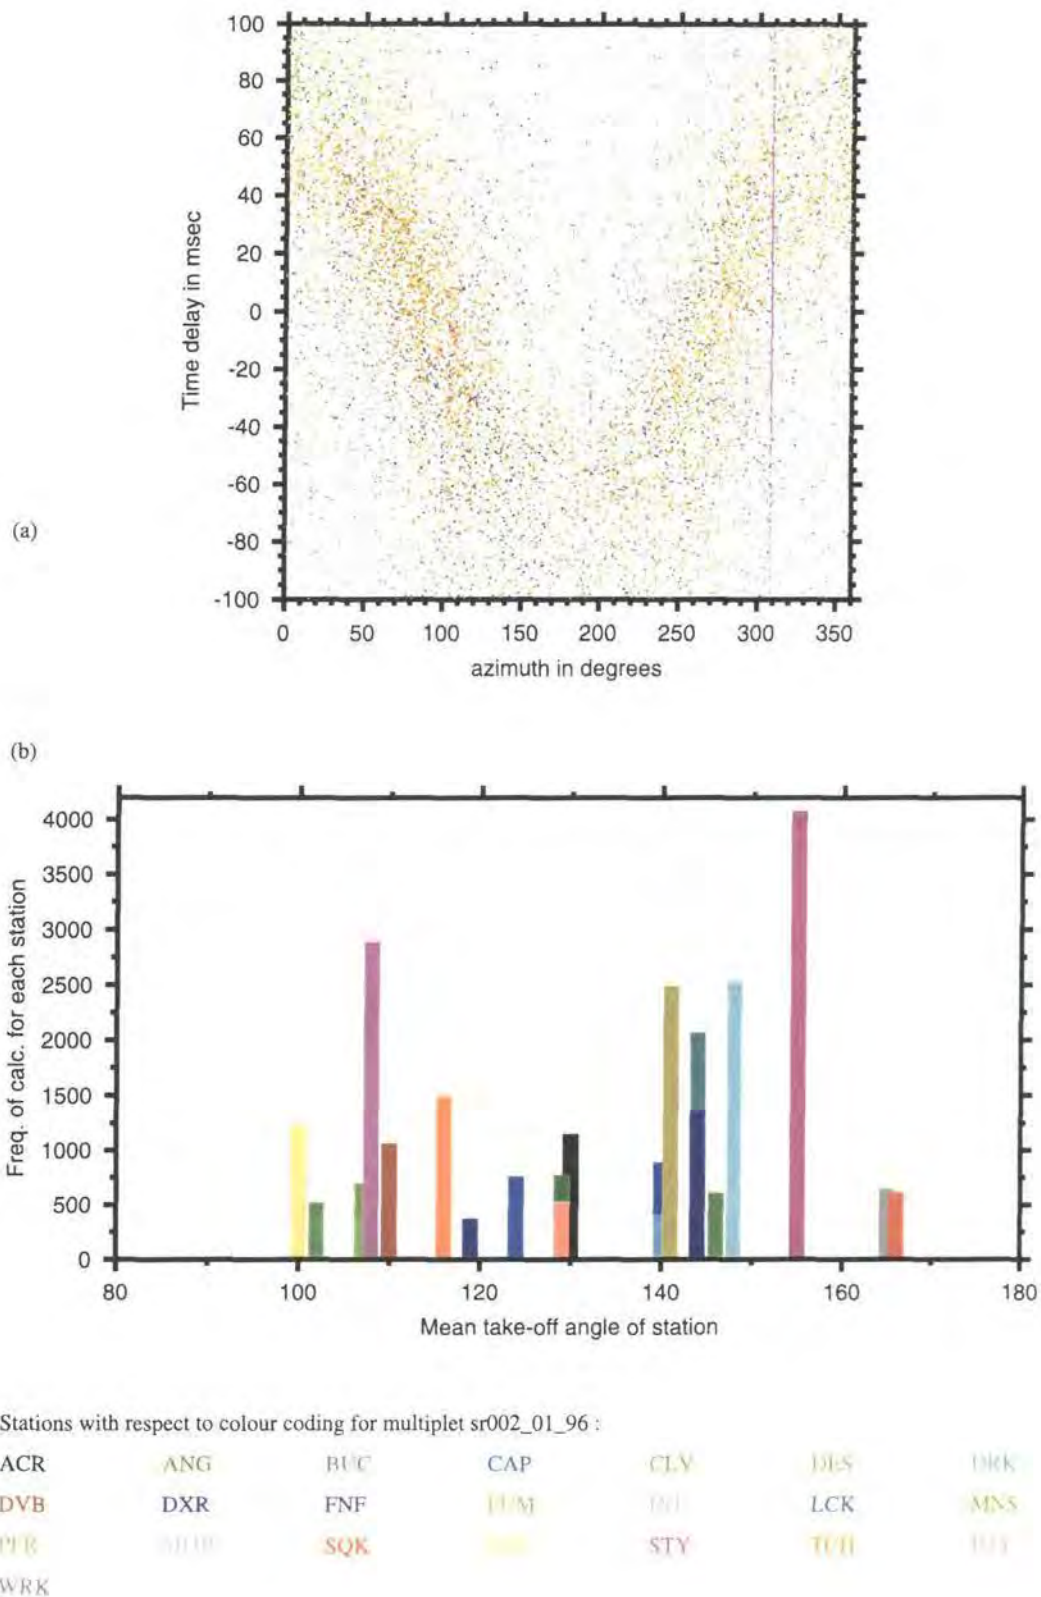 100
80
60
40
20
0
-20
-40
-60
-80
-100
Time delay in msec
0 50 100 150 200 250 300 350
azimuth in degrees
(a)
(b)
4000
3500
3000
2500
2000
1500
1000
500
0
Freq. of calc. for each station
80 100 120 140 160 180
Mean take-off angle of station
Stations with respect to colour coding for multiplet sr002_01_96 :
ACR ANG BUC CAP CLV DES DRK
DVB DXR FNF LCK MNS
PER SQK STY TUH
WRK